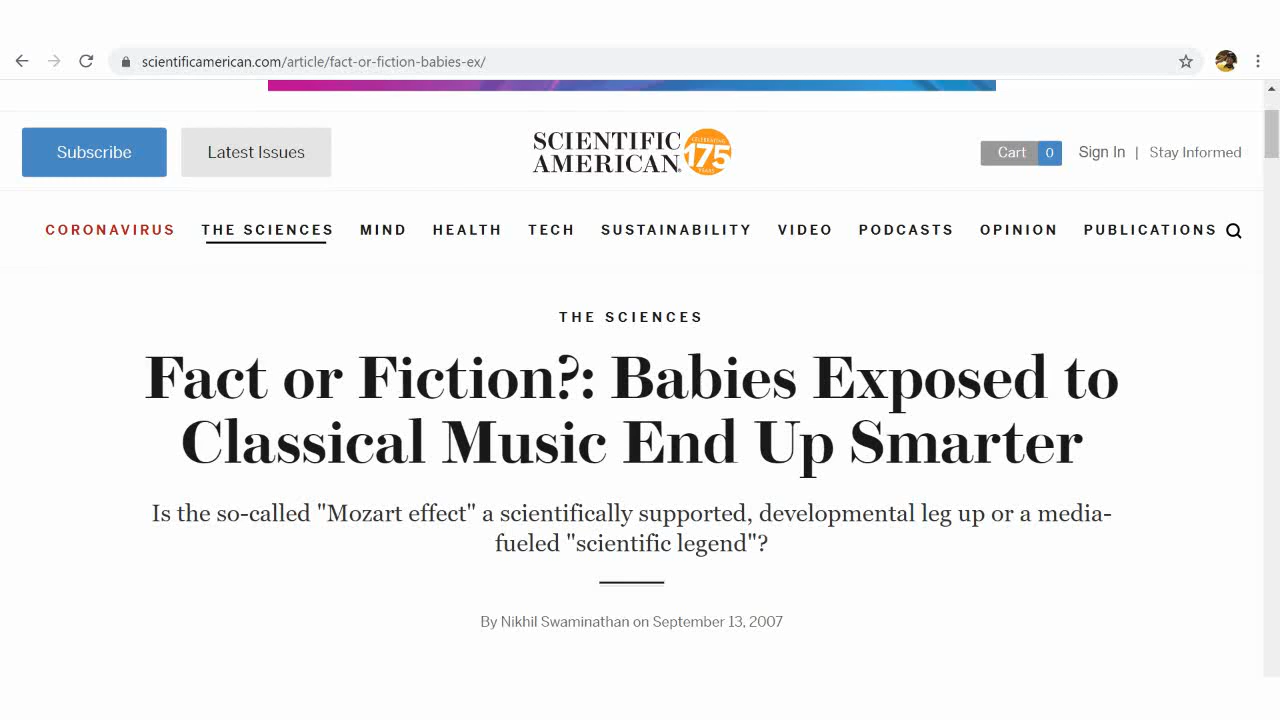 scientificamerican.com/article/fact-or-fiction-babies-ex/
Subscribe
Latest Issues
SCIENTIFIC
AMERICAN®
CELEBRATING
175
YEARS
Cart 0
Sign In | Stay Informed
CORONAVIRUS THE SCIENCES MIND HEALTH TECH SUSTAINABILITY VIDEO PODCASTS OPINION PUBLICATIONS
THE SCIENCES
Fact or Fiction?: Babies Exposed to
Classical Music End Up Smarter
Is the so-called "Mozart effect" a scientifically supported, developmental leg up or a media-
fueled "scientific legend"?
By Nikhil Swaminathan on September 13, 2007